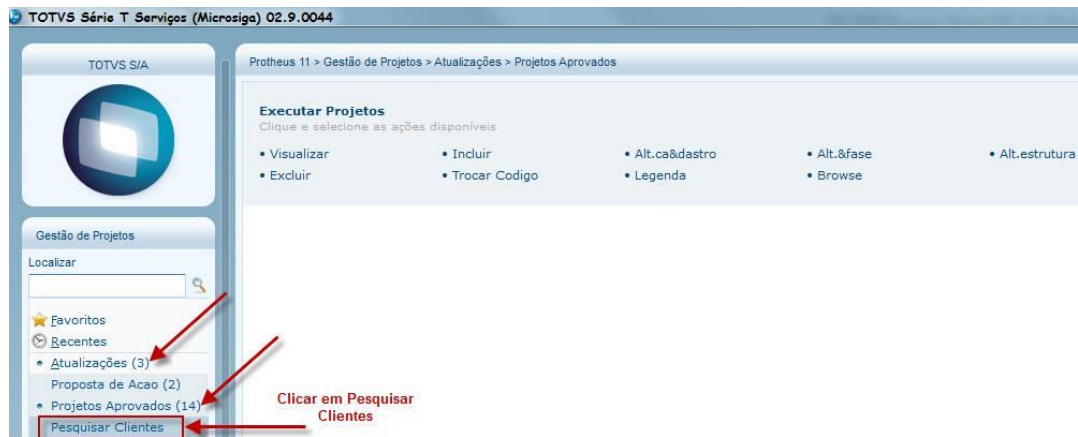 TOTVS Série T Serviços (Microsiga) 02.9.0044
TOTVS S/A
Protheus 11 > Gestão de Projetos > Atualizações > Projetos Aprovados
Executar Projetos
Clique e selecione as ações disponíveis
• Visualizar • Incluir • Alt.ca&dastro • Alt.&fase • Alt.estrutura
• Excluir • Trocar Codigo • Legenda • Browse
Gestão de Projetos
Localizar
Favoritos
Recentes
• Atualizações (3)
Proposta de Acao (2)
• Projetos Aprovados (14)
Pesquisar Clientes
Clicar em Pesquisar
Clientes